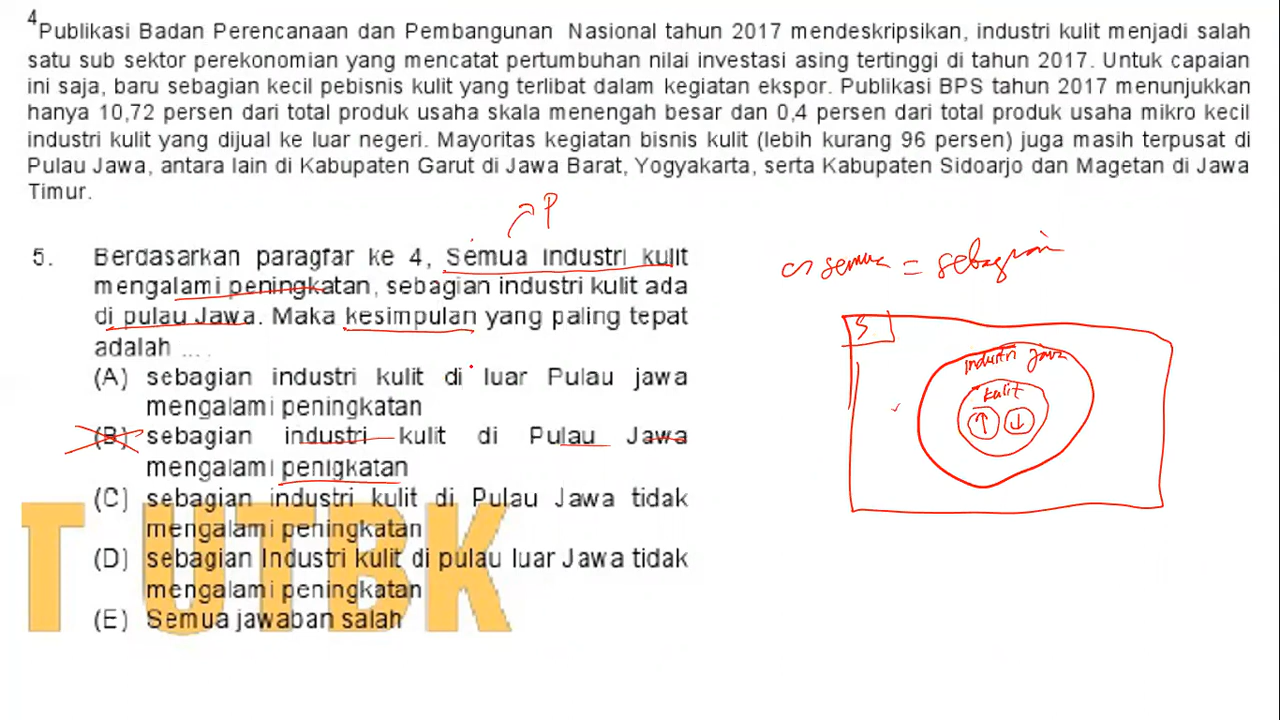 4
Publikasi Badan Perencanaan dan Pembangunan Nasional tahun 2017 mendeskripsikan, industri kulit menjadi salah
satu sub sektor perekonomian yang mencatat pertumbuhan nilai investasi asing tertinggi di tahun 2017. Untuk capaian
ini saja, baru sebagian kecil pebisnis kulit yang terlibat dalam kegiatan ekspor. Publikasi BPS tahun 2017 menunjukkan
hanya 10,72 persen dari total produk usaha skala menengah besar dan 0,4 persen dari total produk usaha mikro kecil
industri kulit yang dijual ke luar negeri. Mayoritas kegiatan bisnis kulit (lebih kurang 96 persen) juga masih terpusat di
Pulau Jawa, antara lain di Kabupaten Garut di Jawa Barat, Yogyakarta, serta Kabupaten Sidoarjo dan Magetan di Jawa
Timur.
P
5. Berdasarkan paragfar ke 4, Semua industri kulit
mengalami peningkatan, sebagian industri kulit ada
di pulau Jawa. Maka kesimpulan yang paling tepat
adalah ....
(A) sebagian industri kulit di luar Pulau jawa
mengalami peningkatan
(B) sebagian industri kulit di Pulau Jawa
mengalami penigkatan
(C) sebagian industri kulit di Pulau Jawa tidak
mengalami peningkatan
(D) sebagian Industri kulit di pulau luar Jawa tidak
mengalami peningkatan
(E) Semua jawaban salah
semua = sebagian
S
industri jawa
kulit
↑ ↓
T UTBK